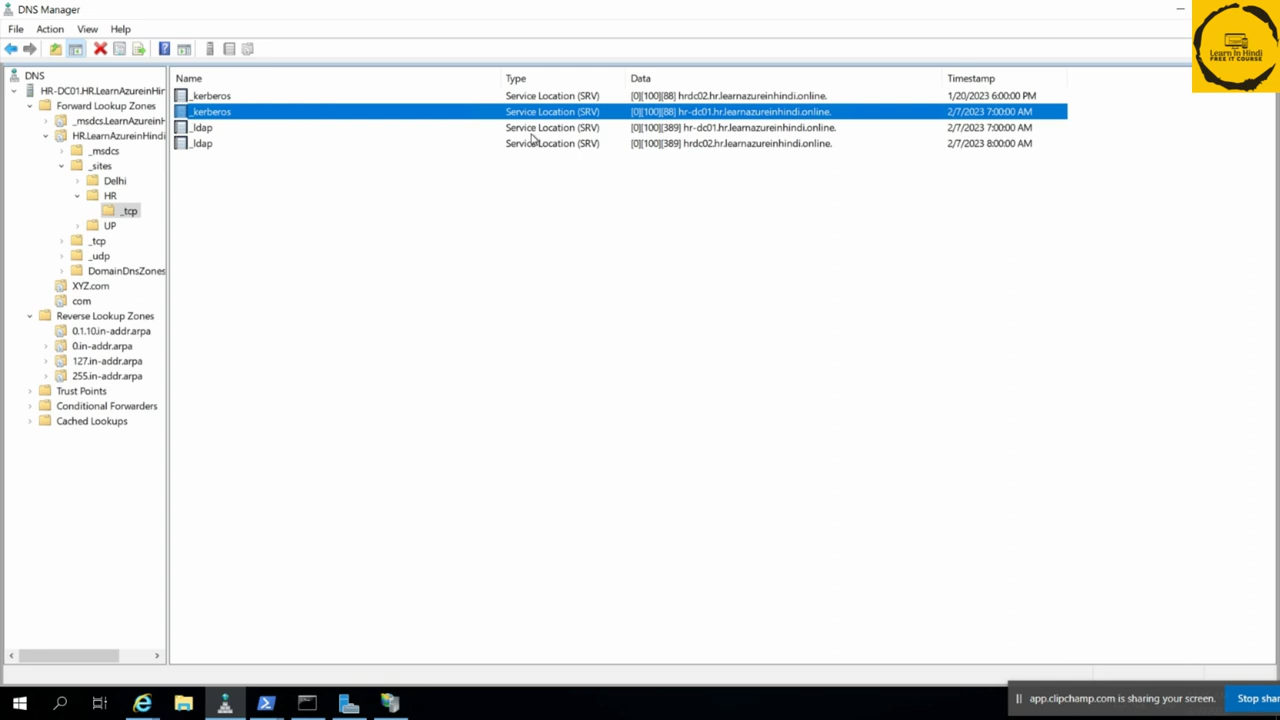 DNS Manager
File Action View Help
Learn In Hindi
FREE IT COURSE
DNS
HR-DC01.HR.LearnAzureinHir
Forward Lookup Zones
_msdcs.LearnAzureinH
HR.LearnAzureinHindi
_msdcs
_sites
Delhi
HR
_tcp
UP
_tcp
_udp
DomainDnsZones
XYZ.com
com
Reverse Lookup Zones
0.1.10.in-addr.arpa
0.in-addr.arpa
127.in-addr.arpa
255.in-addr.arpa
Trust Points
Conditional Forwarders
Cached Lookups
Name Type Data Timestamp
_kerberos Service Location (SRV) [0][100][88] hrdc02.hr.learnazureinhindi.online. 1/20/2023 6:00:00 PM
_kerberos Service Location (SRV) [0][100][88] hr-dc01.hr.learnazureinhindi.online. 2/7/2023 7:00:00 AM
_ldap Service Location (SRV) [0][100][389] hr-dc01.hr.learnazureinhindi.online. 2/7/2023 7:00:00 AM
_ldap Service Location (SRV) [0][100][389] hrdc02.hr.learnazureinhindi.online. 2/7/2023 8:00:00 AM
app.clipchamp.com is sharing your screen. Stop shar